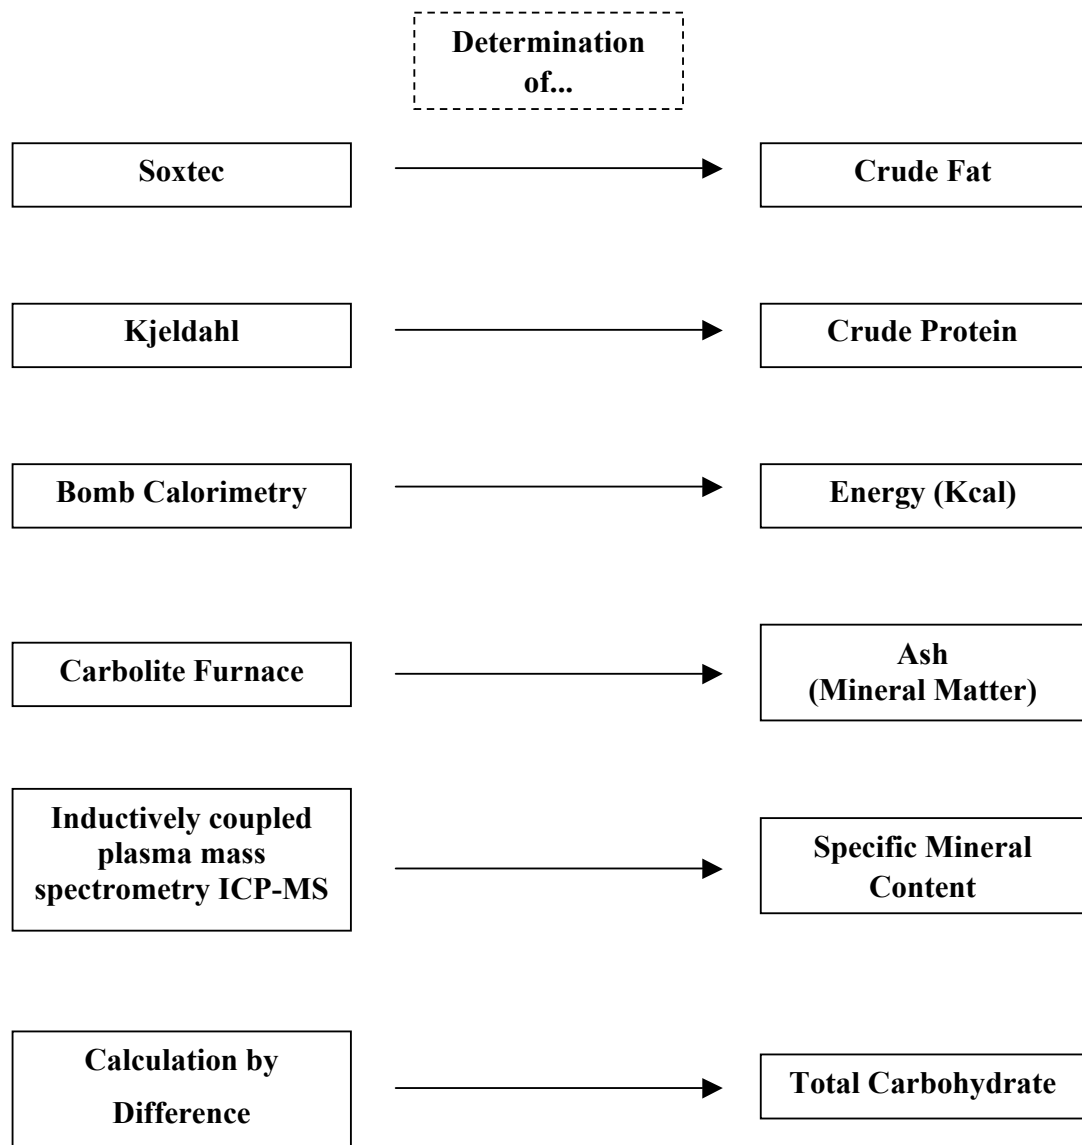 Determination
of...
Soxtec
Crude Fat
Kjeldahl
Crude Protein
Bomb Calorimetry
Energy (Kcal)
Carbolite Furnace
Ash
(Mineral Matter)
Inductively coupled
plasma mass
spectrometry ICP-MS
Specific Mineral
Content
Calculation by
Difference
Total Carbohydrate